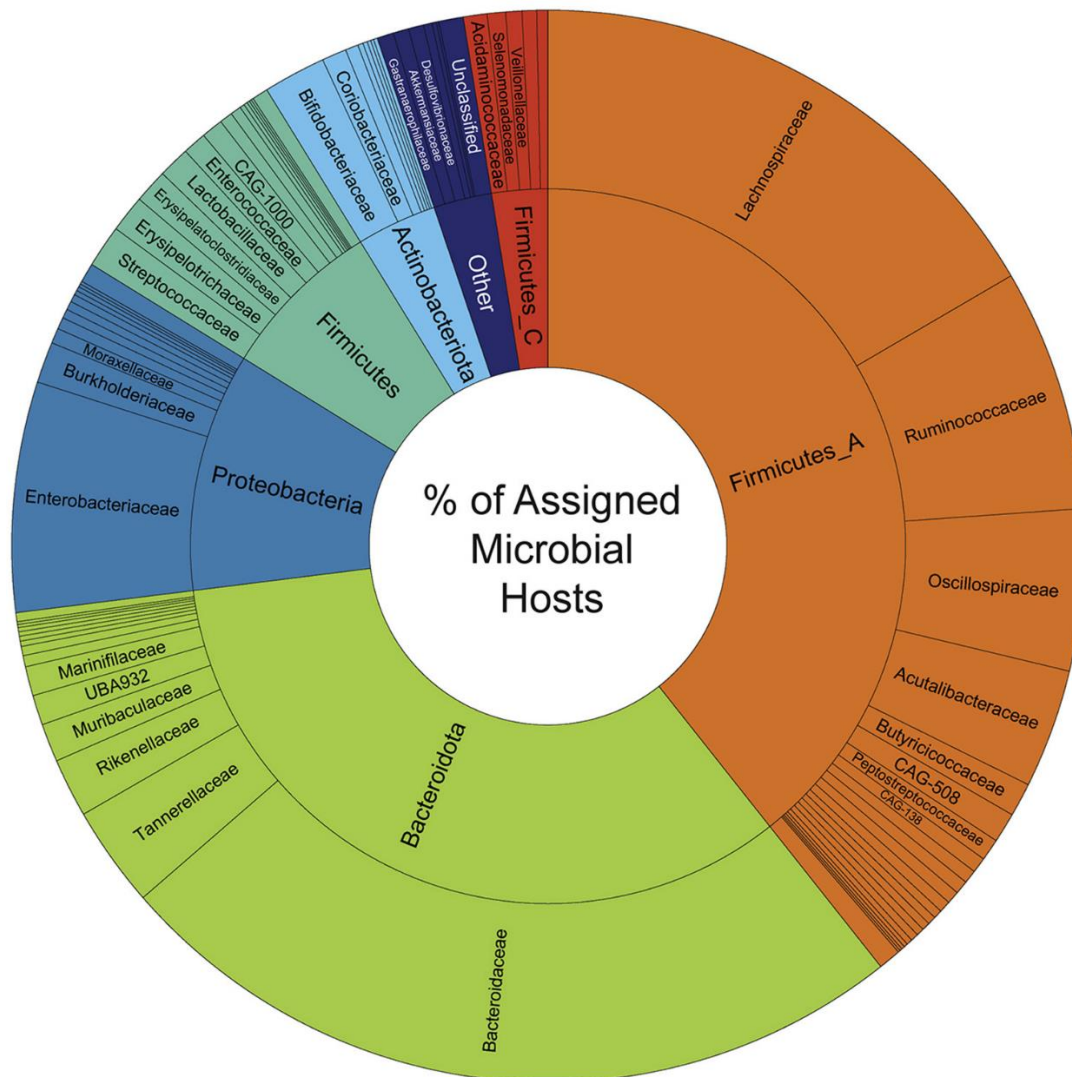 % of Assigned
Microbial
Hosts
Firmicutes_A
Lachnospiraceae
Ruminococcaceae
Oscillospiraceae
Acutalibacteraceae
Butyricicoccaceae
CAG-508
Peptostreptococcaceae
CAG-138
Bacteroidota
Bacteroidaceae
Tannerellaceae
Rikenellaceae
Muribaculaceae
UBA932
Marinifilaceae
Proteobacteria
Enterobacteriaceae
Burkholderiaceae
Moraxellaceae
Firmicutes
Streptococcaceae
Erysipelotrichaceae
Erysipelatoclostridiaceae
Lactobacillaceae
Enterococcaceae
CAG-1000
Actinobacteriota
Bifidobacteriaceae
Coriobacteriaceae
Other
Gastranaerophilaceae
Akkermansiaceae
Desulfovibrionaceae
Unclassified
Firmicutes_C
Acidaminococcaceae
Selenomonadaceae
Veillonellaceae